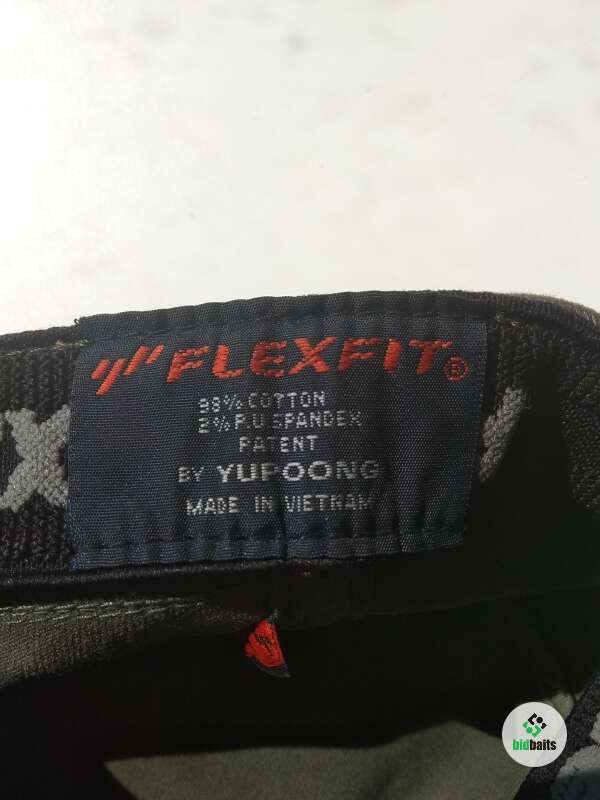 FLEXFIT®
98% COTTON
2% P.U SPANDEX
PATENT
BY YUPOONG
MADE IN VIETNAM
X
bidbaits